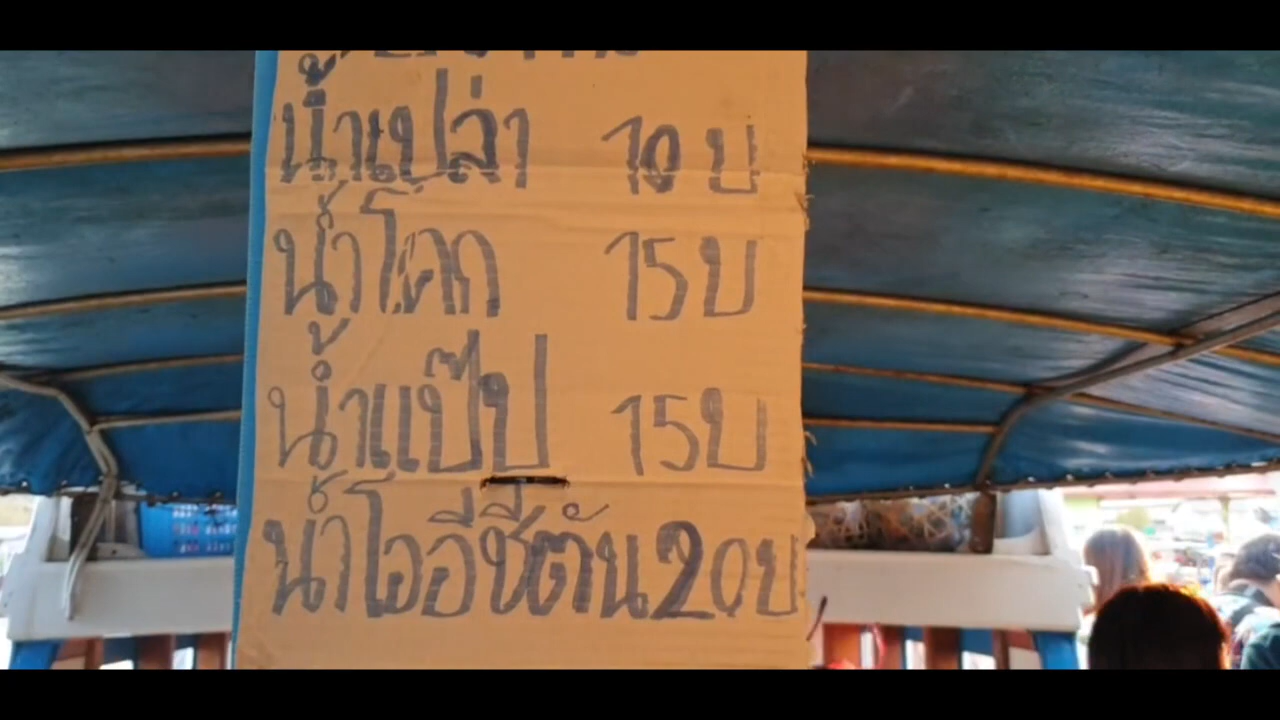 น้ำเปล่า 10 บ
น้ำโคก 15 บ
น้ำแป๊ป 15 บ
น้ำโออีชีตัน 20 บ